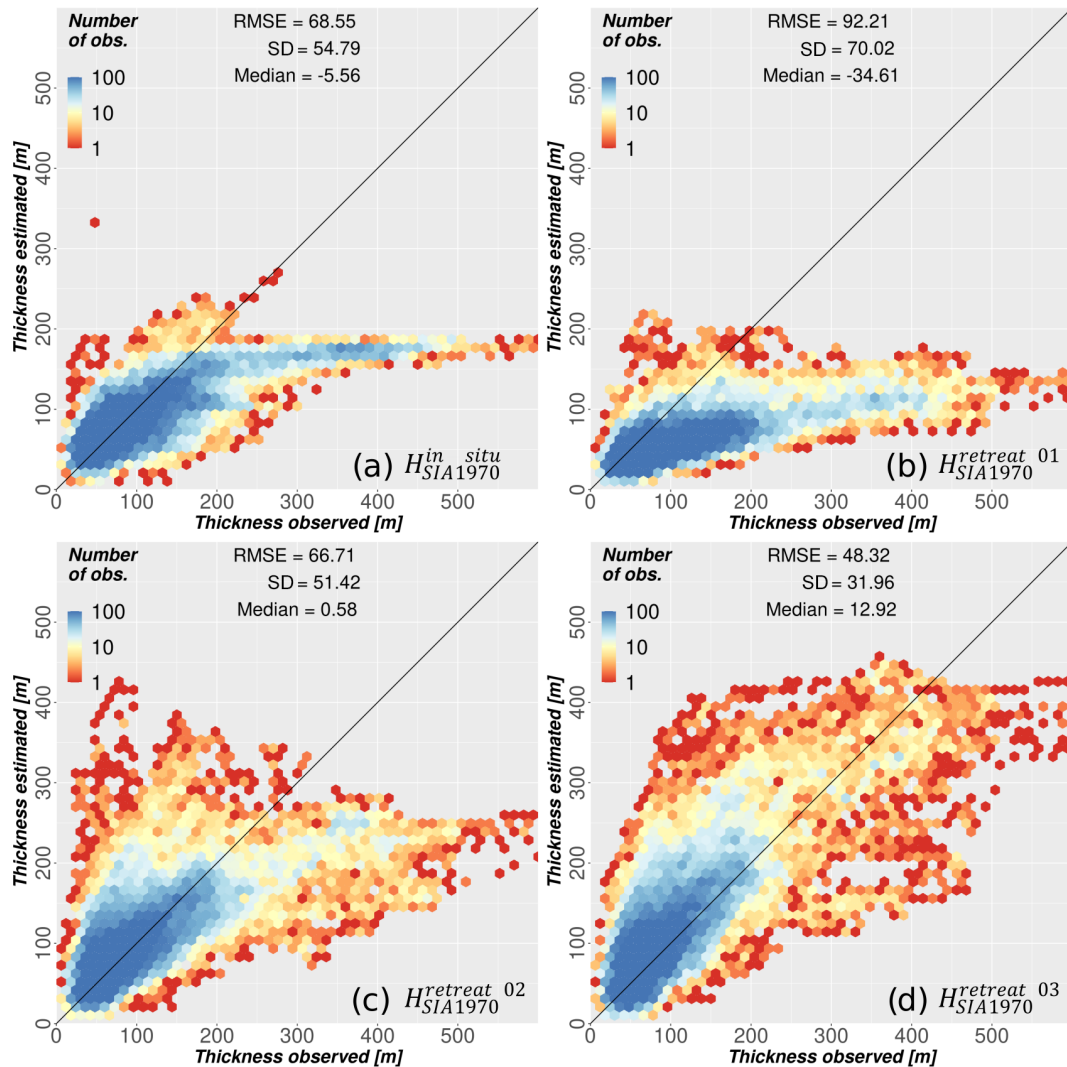 Number
of obs.
RMSE = 68.55
SD = 54.79
Median = -5.56
100
10
1
Thickness estimated [m]
0
100
200
300
400
500
0
100
200
300
400
500
Thickness observed [m]
(a) H_{SIA1970}^{in situ}
Number
of obs.
RMSE = 92.21
SD = 70.02
Median = -34.61
100
10
1
Thickness estimated [m]
0
100
200
300
400
500
0
100
200
300
400
500
Thickness observed [m]
(b) H_{SIA1970}^{retreat 01}
Number
of obs.
RMSE = 66.71
SD = 51.42
Median = 0.58
100
10
1
Thickness estimated [m]
0
100
200
300
400
500
0
100
200
300
400
500
Thickness observed [m]
(c) H_{SIA1970}^{retreat 02}
Number
of obs.
RMSE = 48.32
SD = 31.96
Median = 12.92
100
10
1
Thickness estimated [m]
0
100
200
300
400
500
0
100
200
300
400
500
Thickness observed [m]
(d) H_{SIA1970}^{retreat 03}